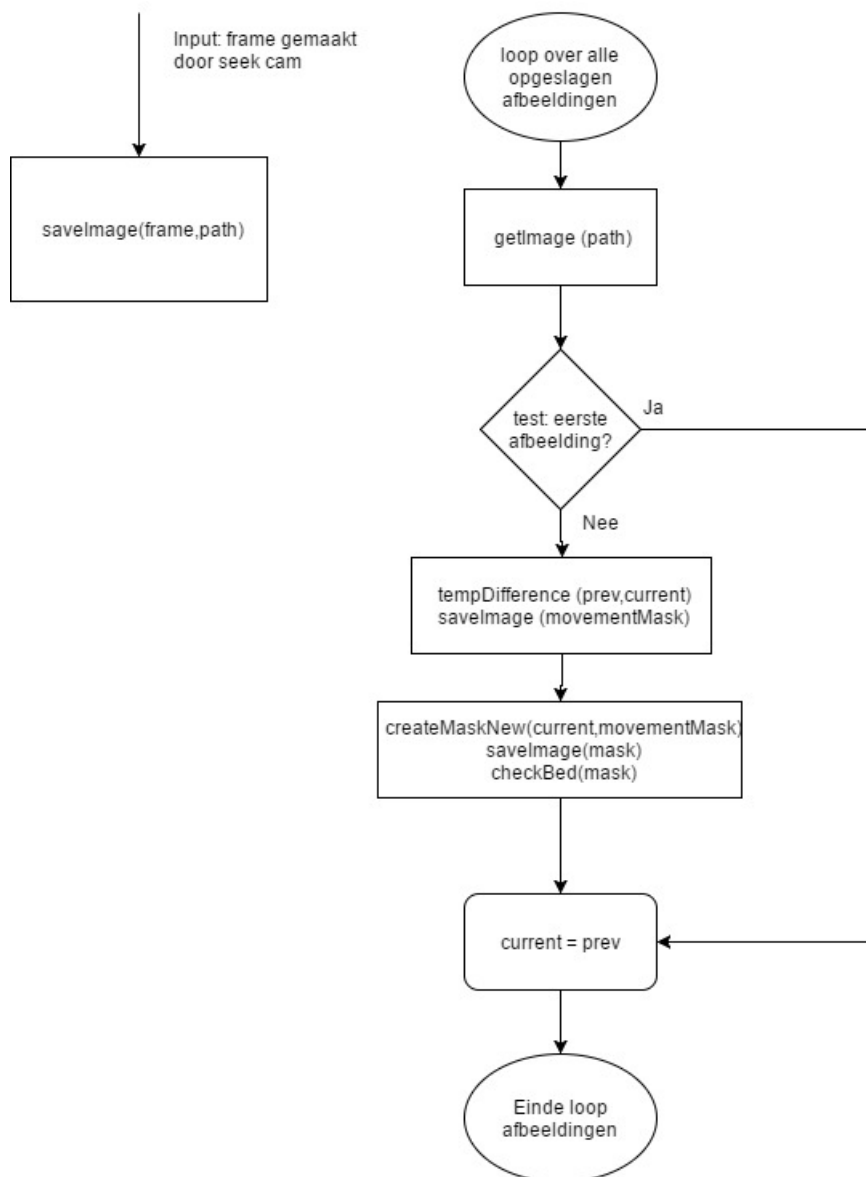 Input: frame gemaakt
door seek cam
saveImage(frame,path)
loop over alle
opgeslagen
afbeeldingen
getImage (path)
test: eerste
afbeelding?
Ja
Nee
tempDifference (prev,current)
saveImage (movementMask)
createMaskNew(current,movementMask)
saveImage(mask)
checkBed(mask)
current = prev
Einde loop
afbeeldingen